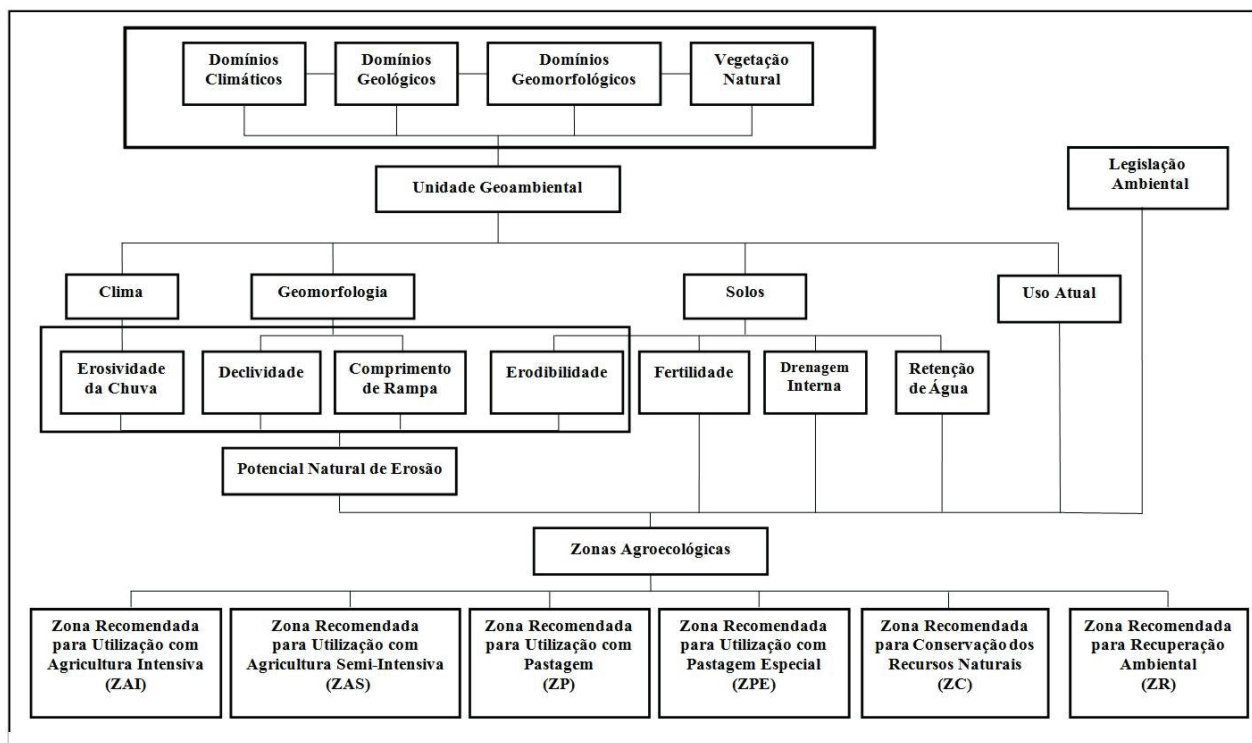 Domínios
Climáticos
Domínios
Geológicos
Domínios
Geomorfológicos
Vegetação
Natural
Legislação
Ambiental
Unidade Geoambiental
Clima
Geomorfologia
Solos
Uso Atual
Erosividade
da Chuva
Declividade
Comprimento
de Rampa
Erodibilidade
Fertilidade
Drenagem
Interna
Retenção
de Água
Potencial Natural de Erosão
Zonas Agroecológicas
Zona Recomendada
para Utilização com
Agricultura Intensiva
(ZAI)
Zona Recomendada
para Utilização com
Agricultura Semi-Intensiva
(ZAS)
Zona Recomendada
para Utilização com
Pastagem
(ZP)
Zona Recomendada
para Utilização com
Pastagem Especial
(ZPE)
Zona Recomendada
para Conservação dos
Recursos Naturais
(ZC)
Zona Recomendada
para Recuperação
Ambiental
(ZR)